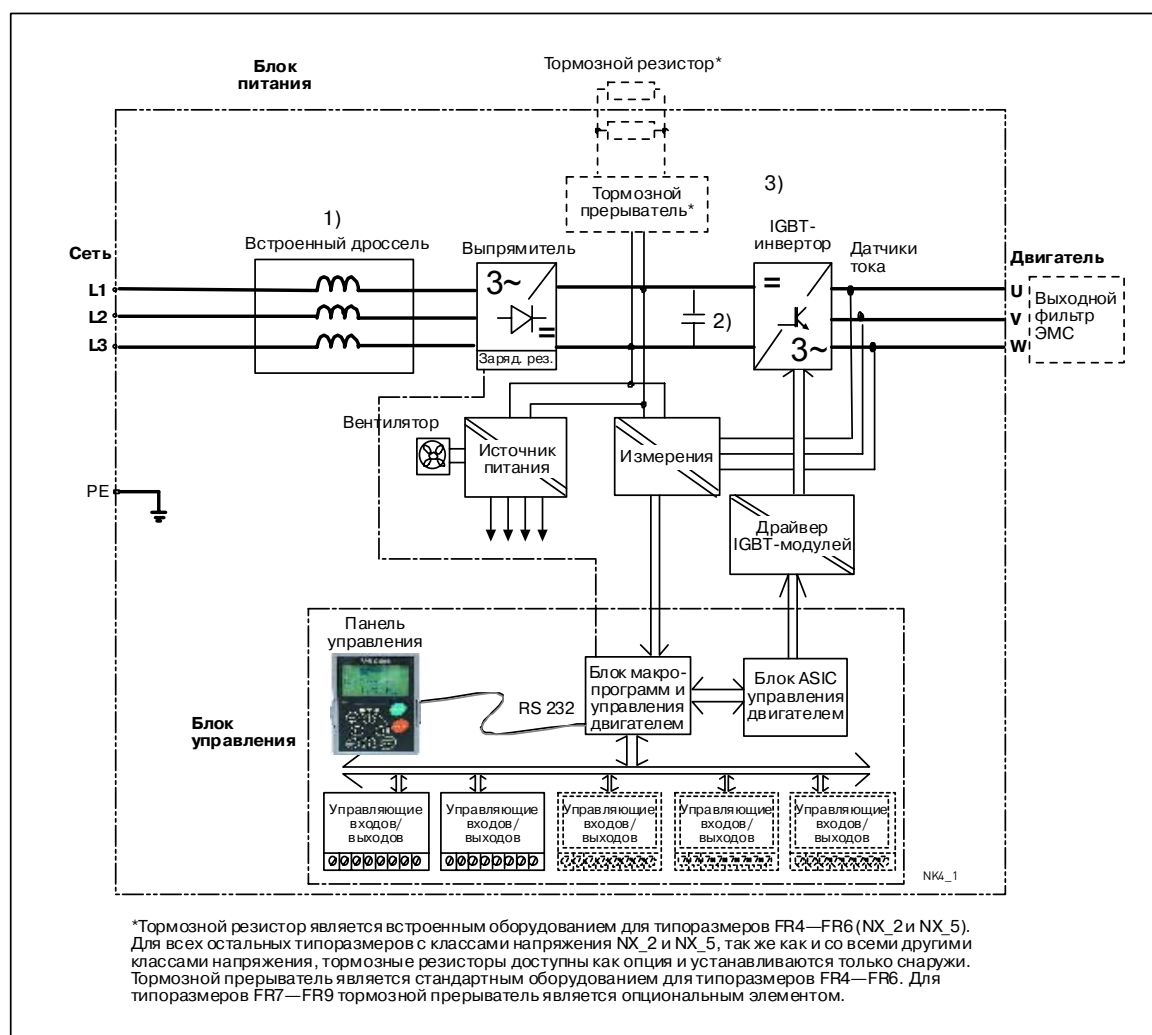 Блок
питания
Тормозной резистор*
Тормозной
прерыватель*
3)
1)
Встроенный дроссель
Выпрямитель
IGBT-
инвертор
Датчики
тока
Сеть
Двигатель
L1
L2
L3
3~
=
Заряд. рез.
2)
=
3~
U
V
W
Выходной
фильтр
ЭМС
Вентилятор
Источник
питания
Измерения
PE
Драйвер
IGBT-модулей
Панель
управления
Блок
управления
RS 232
Блок макро-
программ и
управления
двигателем
Блок ASIC
управления
двигателем
Управляющие
входов/
выходов
Управляющие
входов/
выходов
Управляющие
входов/
выходов
Управляющие
входов/
выходов
Управляющие
входов/
выходов
NK4_1
*Тормозной резистор является встроенным оборудованием для типоразмеров FR4—FR6 (NX_2 и NX_5).
Для всех остальных типоразмеров с классами напряжения NX_2 и NX_5, так же как и со всеми другими
классами напряжения, тормозные резисторы доступны как опция и устанавливаются только снаружи.
Тормозной прерыватель является стандартным оборудованием для типоразмеров FR4—FR6. Для
типоразмеров FR7—FR9 тормозной прерыватель является опциональным элементом.